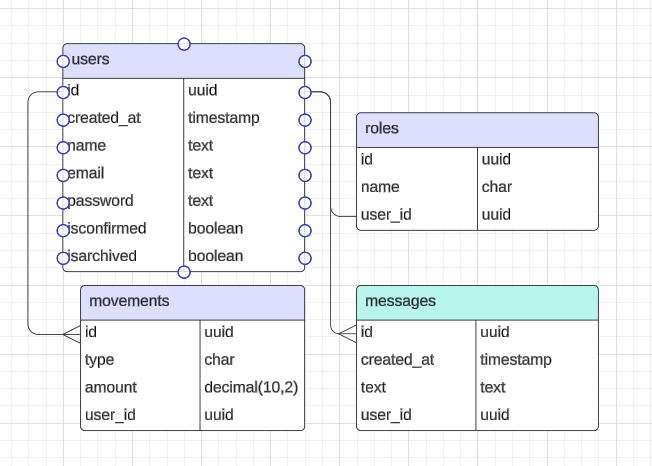 users
id uuid
created_at timestamp
name text
email text
password text
isconfirmed boolean
isarchived boolean
roles
id uuid
name char
user_id uuid
movements
id uuid
type char
amount decimal(10,2)
user_id uuid
messages
id uuid
created_at timestamp
text text
user_id uuid